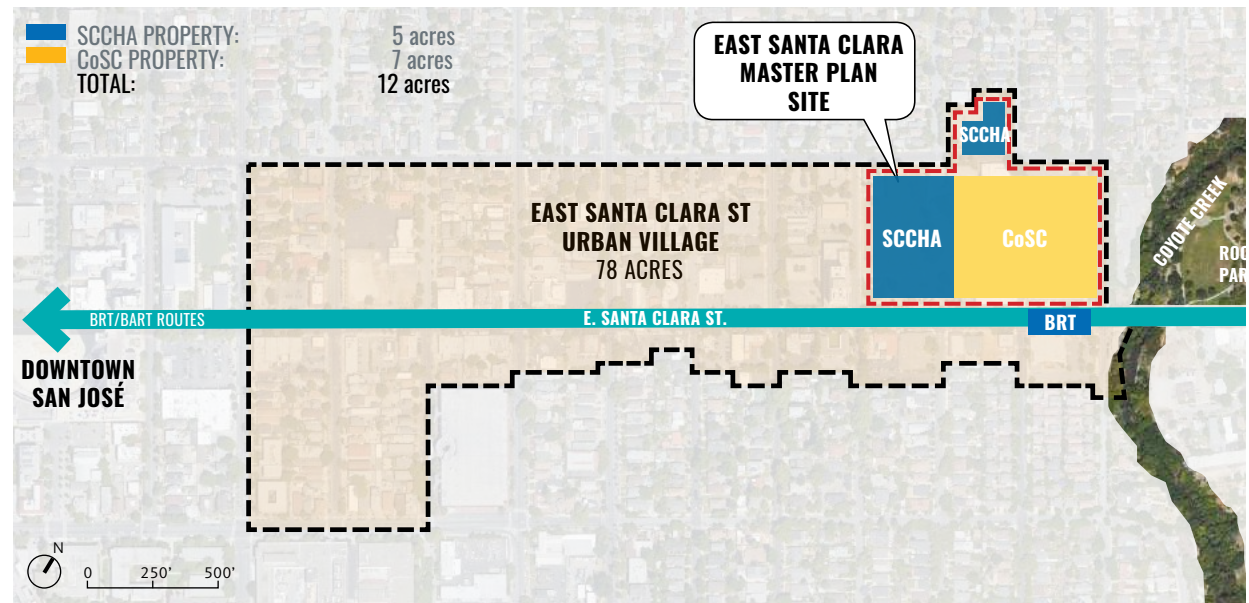 SCCHA PROPERTY: 5 acres
CoSC PROPERTY: 7 acres
TOTAL: 12 acres
EAST SANTA CLARA
MASTER PLAN
SITE
SCCHA
EAST SANTA CLARA ST
URBAN VILLAGE
78 ACRES
SCCHA
CoSC
COYOTE CREEK
BRT/BART ROUTES
E. SANTA CLARA ST.
BRT
DOWNTOWN
SAN JOSÉ
N
0 250' 500'